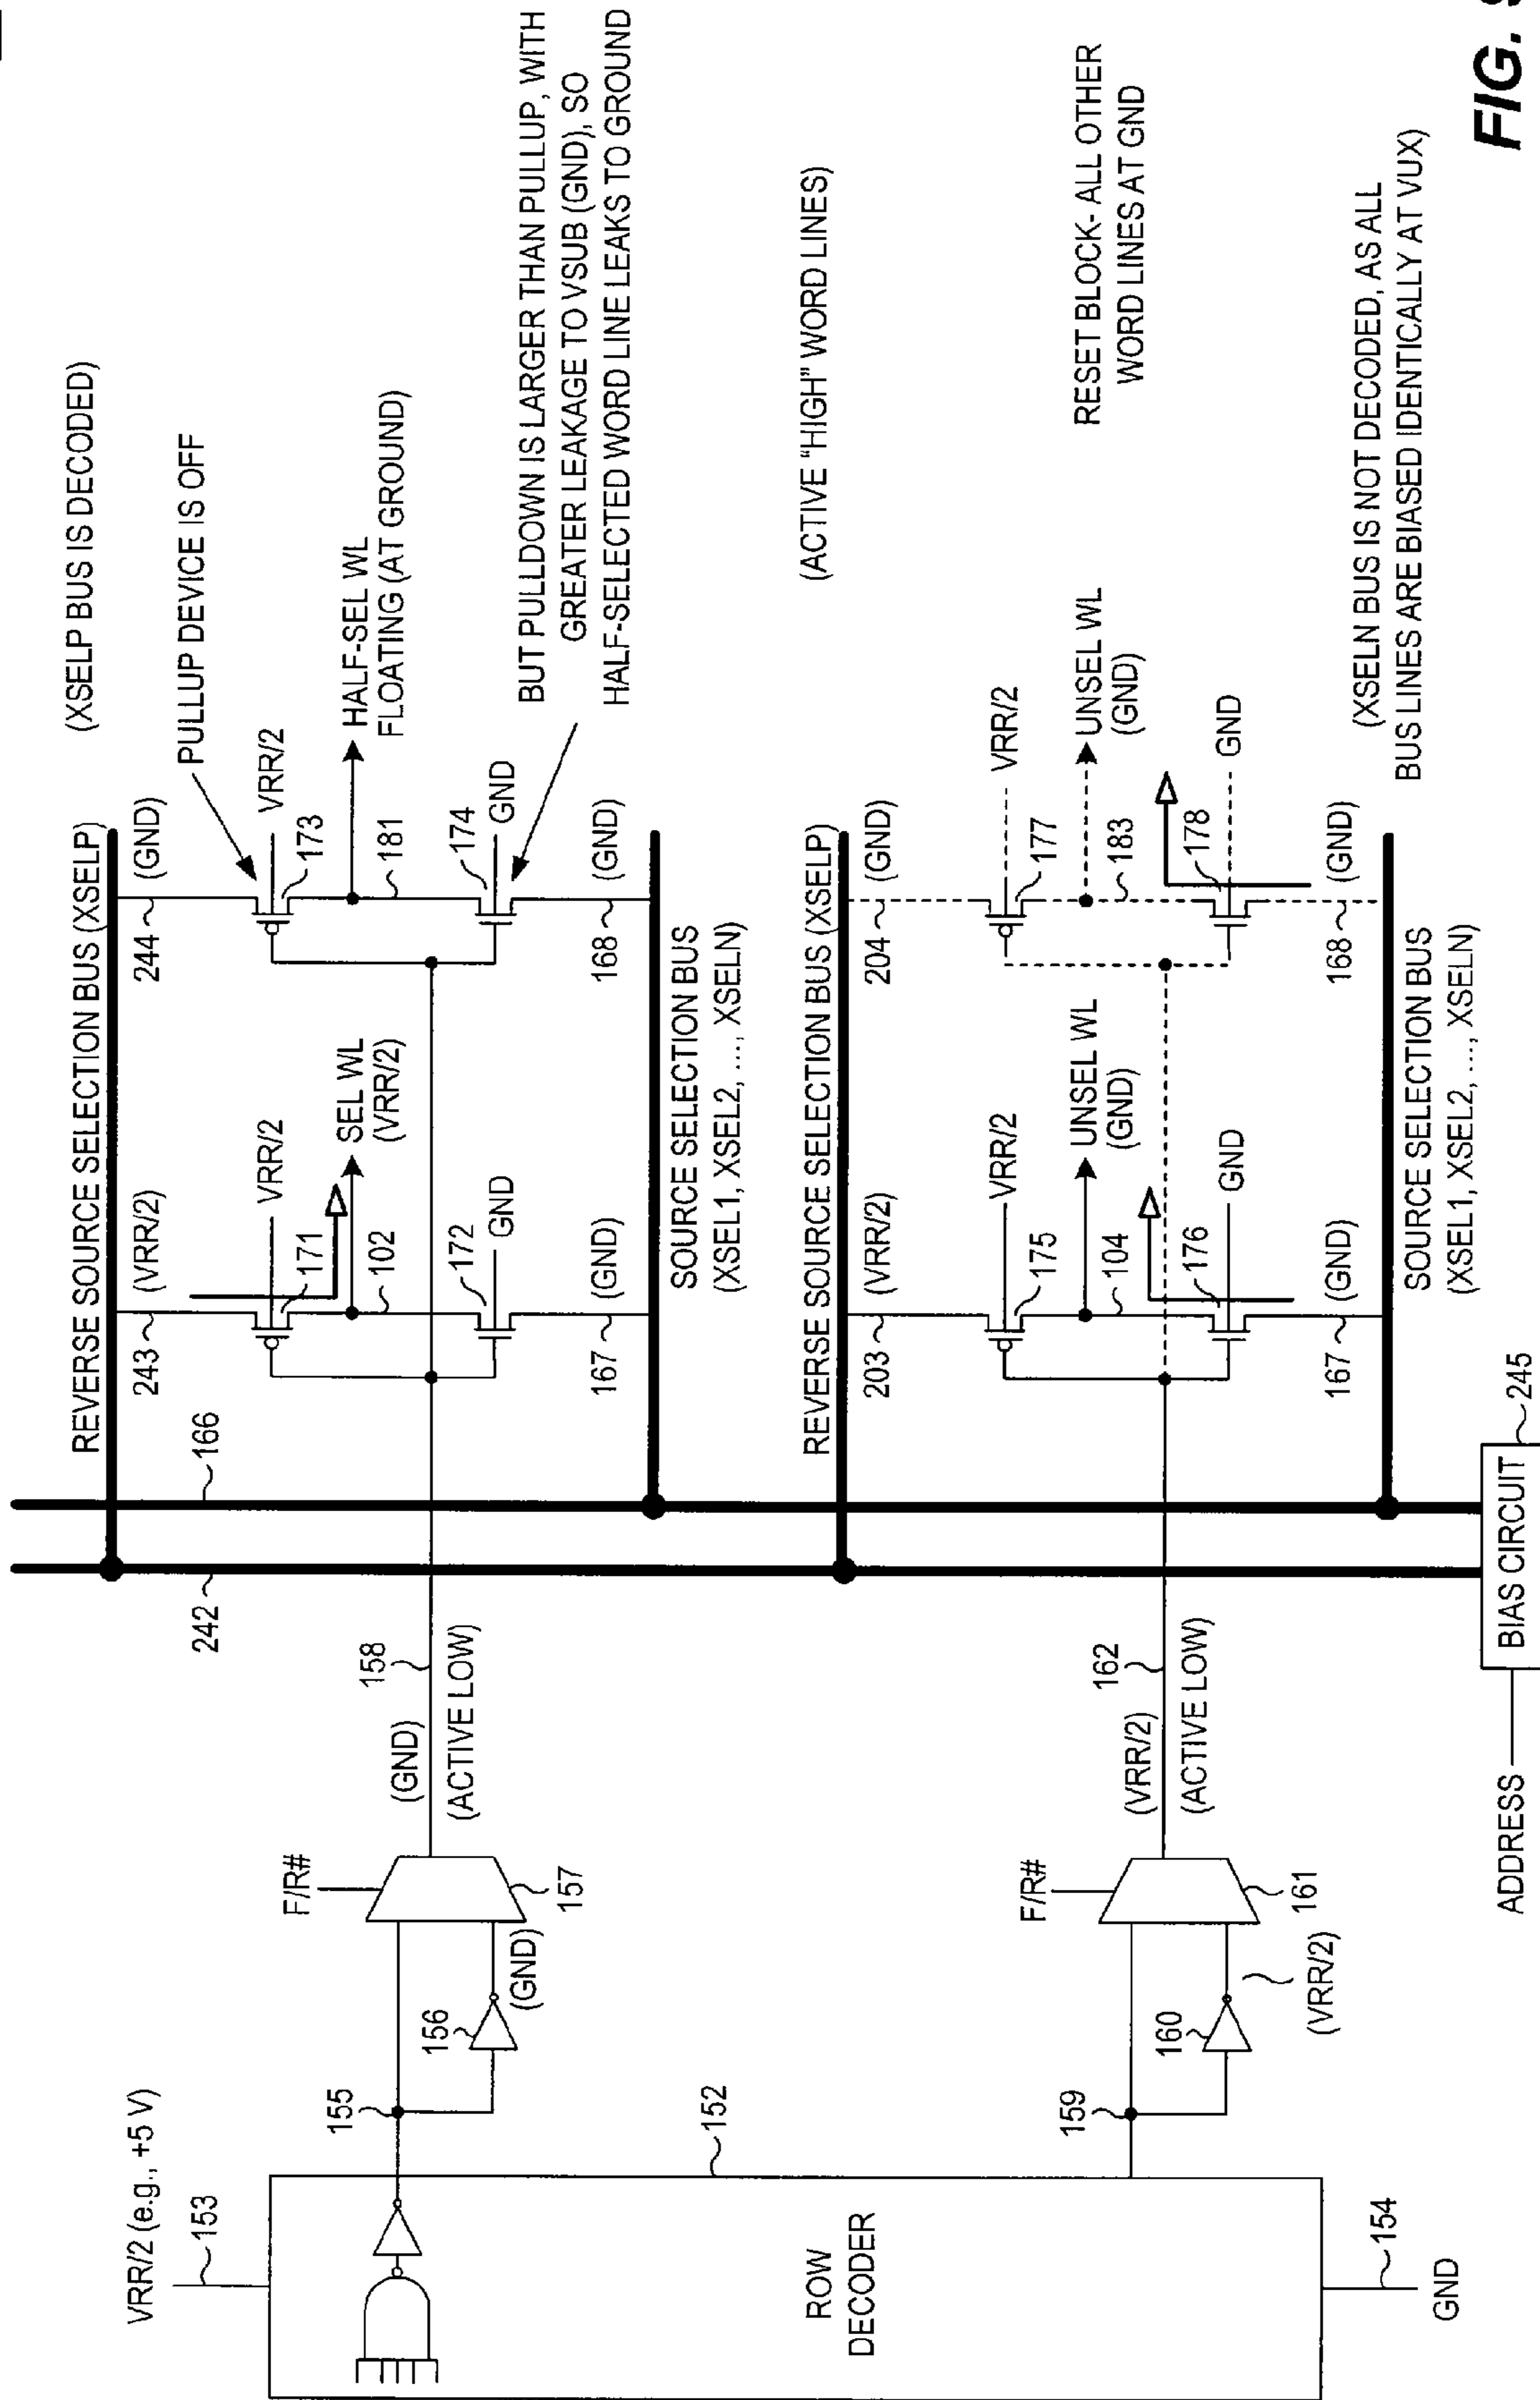 (XSELP BUS IS DECODED)
REVERSE SOURCE SELECTION BUS (XSELP)
PULLUP DEVICE IS OFF
166
243
(VRR/2)
244
(GND)
242
VRR/2
171
VRR/2
173
SEL WL
(VRR/2)
102
HALF-SEL WL
FLOATING (AT GROUND)
181
VRR/2 (e.g., +5 V)
153
155
156
(GND)
F/R#
157
(GND)
158
(ACTIVE LOW)
172
GND
174
GND
BUT PULLDOWN IS LARGER THAN PULLUP, WITH
GREATER LEAKAGE TO VSUB (GND), SO
HALF-SELECTED WORD LINE LEAKS TO GROUND
167
(GND)
168
(GND)
SOURCE SELECTION BUS
(XSEL1, XSEL2, ..., XSELN)
152
ROW
DECODER
(ACTIVE "HIGH" WORD LINES)
REVERSE SOURCE SELECTION BUS (XSELP)
203
(VRR/2)
204
(GND)
VRR/2
175
VRR/2
177
UNSEL WL
(GND)
104
UNSEL WL
(GND)
183
RESET BLOCK- ALL OTHER
WORD LINES AT GND
159
160
(VRR/2)
F/R#
161
(VRR/2)
162
(ACTIVE LOW)
176
GND
178
GND
167
(GND)
168
(GND)
SOURCE SELECTION BUS
(XSEL1, XSEL2, ..., XSELN)
(XSELN BUS IS NOT DECODED, AS ALL
BUS LINES ARE BIASED IDENTICALLY AT VUX)
154
GND
ADDRESS
BIAS CIRCUIT
245
FIG.